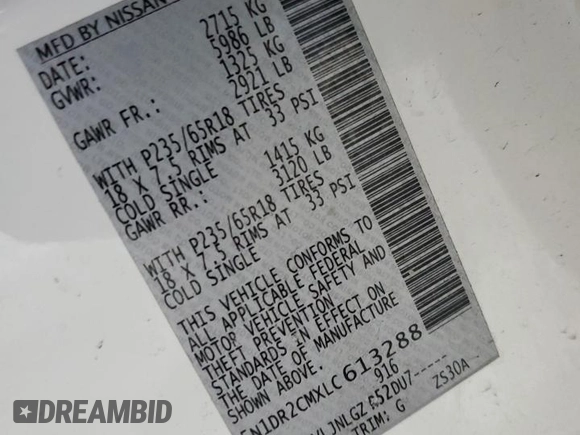 MFD BY NISSAN
DATE:
GVWR: 2715 KG
5986 LB
GAWR FR.: 1325 KG
2921 LB
WITH P235/65R18 TIRES
18 X 7.5 RIMS AT 33 PSI
COLD SINGLE
GAWR RR.: 1415 KG
3120 LB
WITH P235/65R18 TIRES
18 X 7.5 RIMS AT 33 PSI
COLD SINGLE
THIS VEHICLE CONFORMS TO
ALL APPLICABLE FEDERAL
MOTOR VEHICLE SAFETY AND
THEFT PREVENTION
STANDARDS IN EFFECT ON
THE DATE OF MANUFACTURE
SHOWN ABOVE.
5N1DR2CMXLC613288
916
TRIM: G ZS30A
DREAMBID